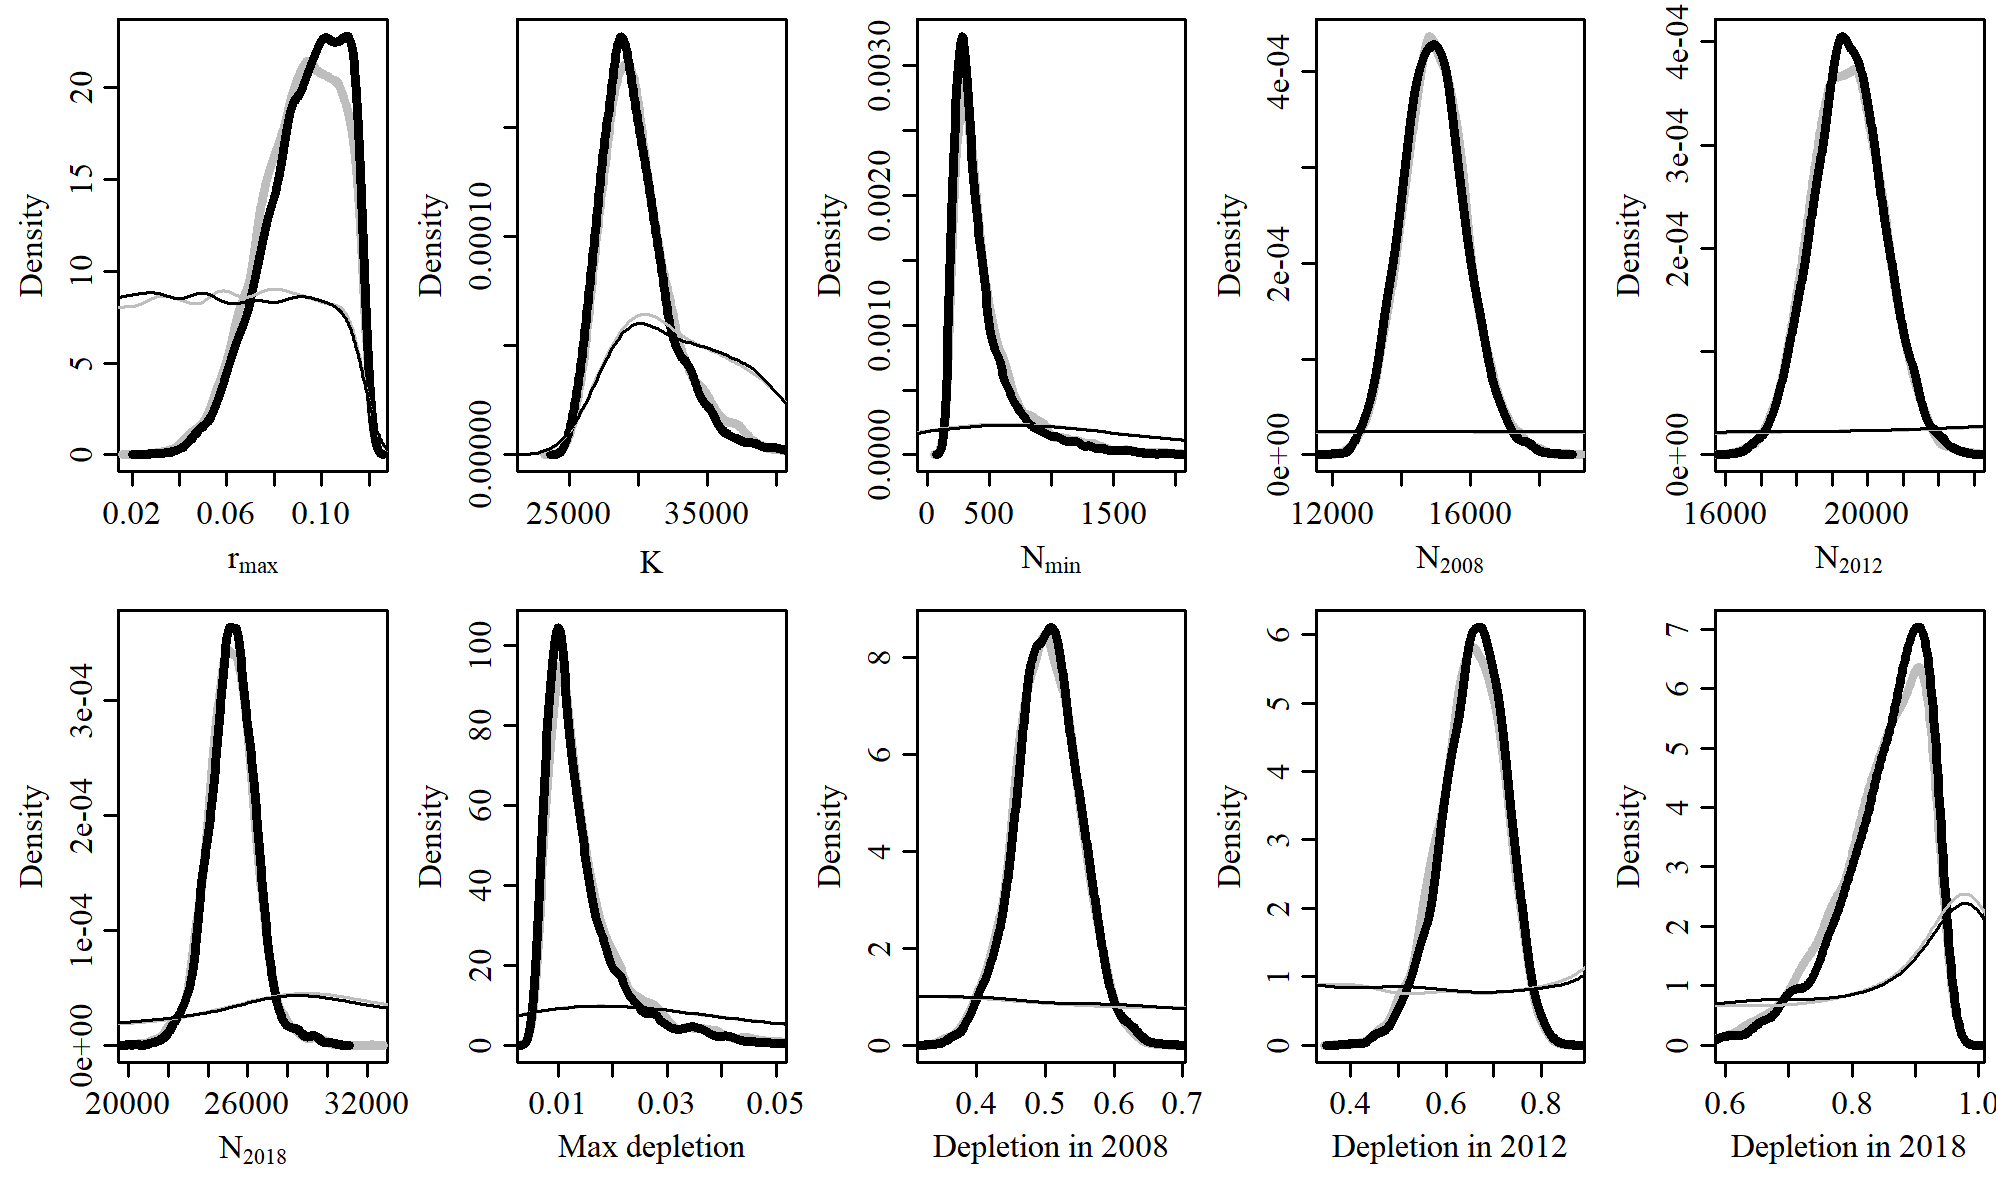 Density
0 5 10 15 20
0.02 0.06 0.10
rmax
Density
0.00000 0.00010
25000 35000
K
Density
0.0000 0.0010 0.0020 0.0030
0 500 1500
Nmin
Density
0e+00 2e-04 4e-04
12000 16000
N2008
Density
0e+00 2e-04 3e-04 4e-04
16000 20000
N2012
Density
0e+00 1e-04 2e-04 3e-04
20000 26000 32000
N2018
Density
0 20 40 60 80 100
0.01 0.03 0.05
Max depletion
Density
0 2 4 6 8
0.4 0.5 0.6 0.7
Depletion in 2008
Density
0 1 2 3 4 5 6
0.4 0.6 0.8
Depletion in 2012
Density
0 1 2 3 4 5 6 7
0.6 0.8 1.0
Depletion in 2018